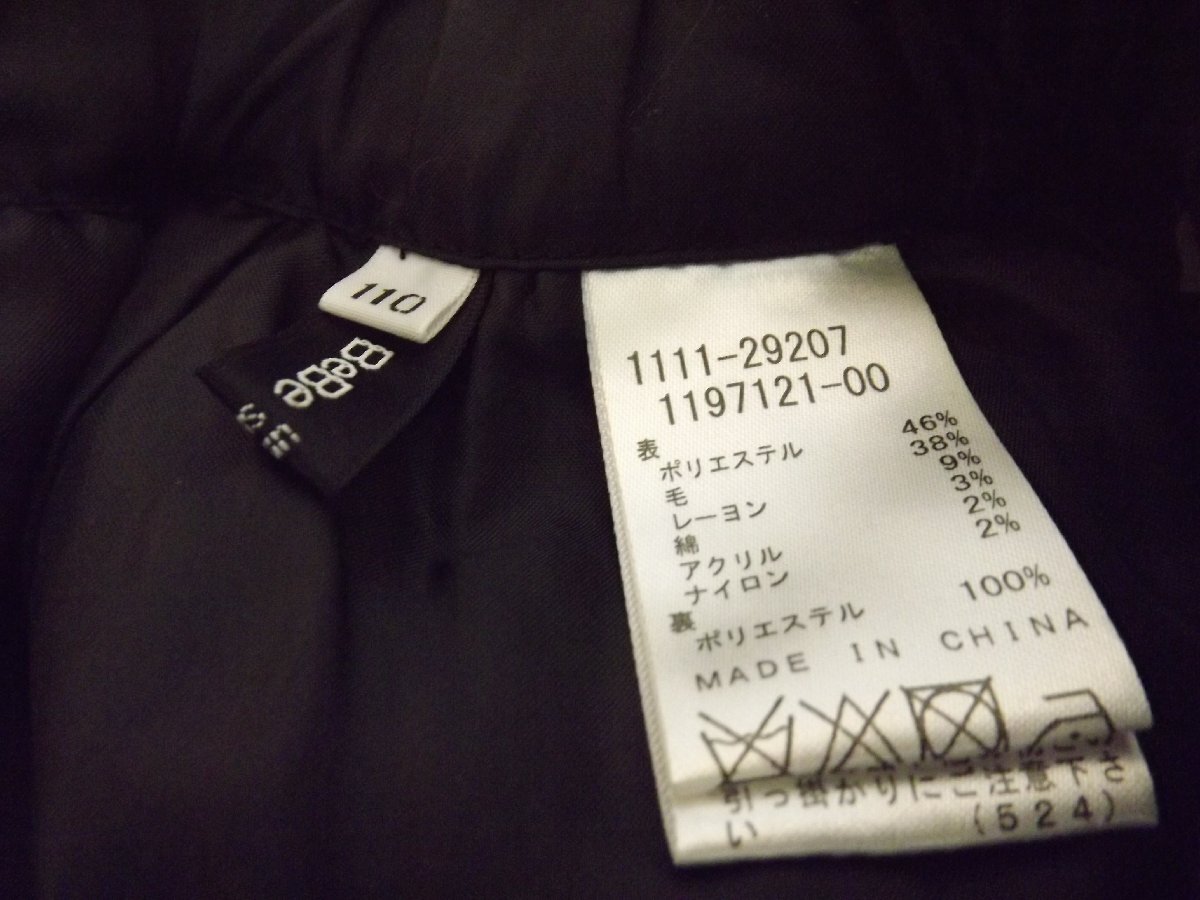 110
BeBe
1111-29207
1197121-00
表
ポリエステル 46%
毛 38%
レーヨン 9%
綿 3%
アクリル 2%
ナイロン 2%
裏
ポリエステル 100%
MADE IN CHINA
引っ掛かりにご注意下さ
い (524)